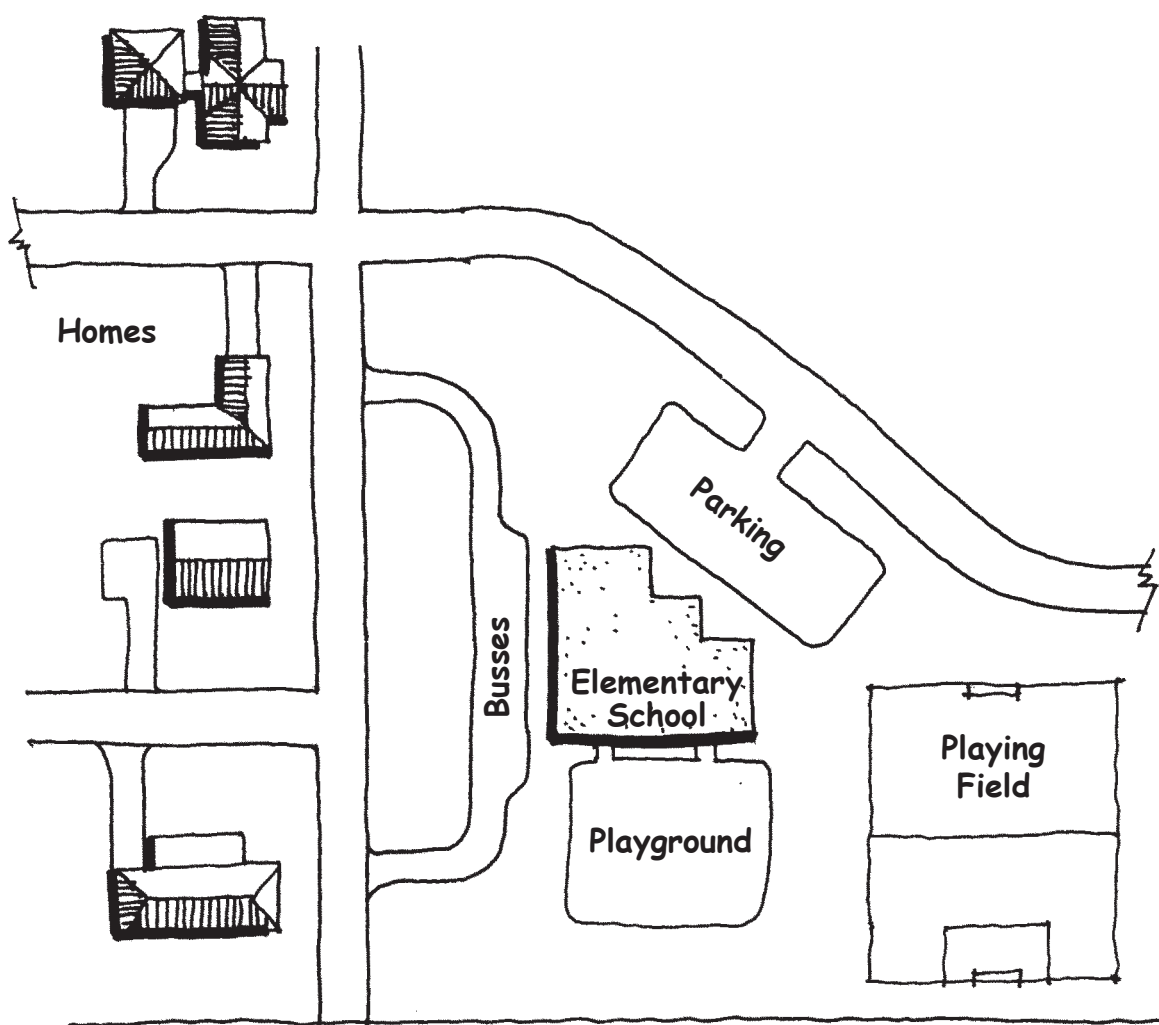 Homes
Parking
Busses
Elementary
School
Playing
Field
Playground